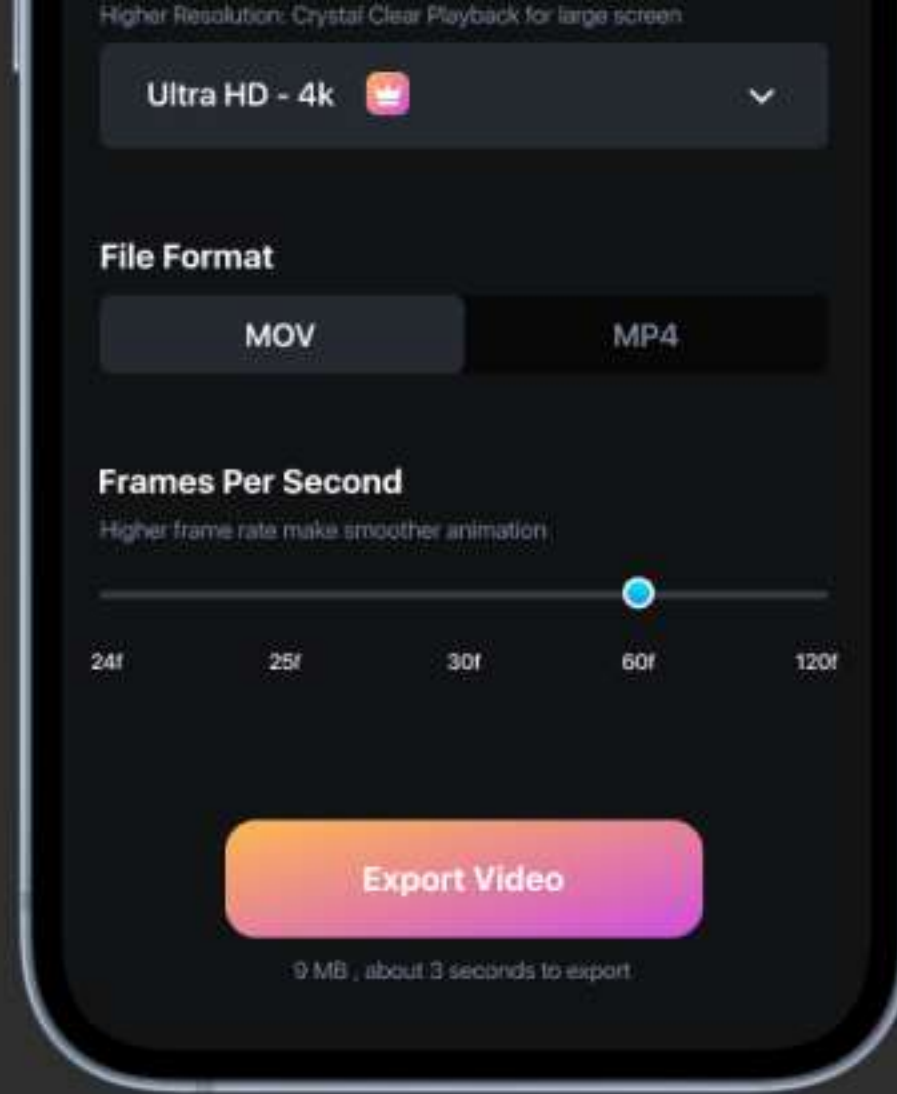 Higher Resolution: Crystal Clear Playback for large screen
Ultra HD - 4k
File Format
MOV MP4
Frames Per Second
Higher frame rate make smoother animation
24f 25f 30f 60f 120f
Export Video
9 MB , about 3 seconds to export